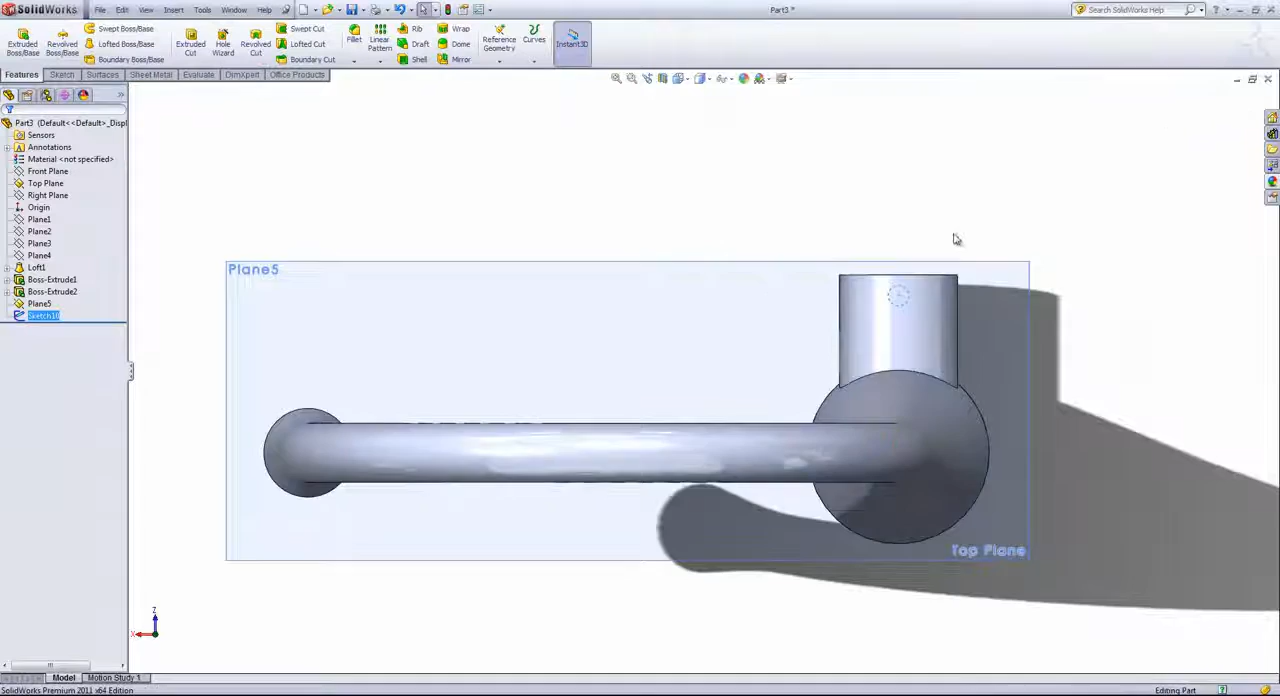 SolidWorks File Edit View Insert Tools Window Help Part3 * Search SolidWorks Help
Extruded Boss/Base
Revolved Boss/Base
Swept Boss/Base
Lofted Boss/Base
Boundary Boss/Base
Extruded Cut
Hole Wizard
Revolved Cut
Swept Cut
Lofted Cut
Boundary Cut
Fillet
Linear Pattern
Rib
Draft
Shell
Wrap
Dome
Mirror
Reference Geometry
Curves
Instant3D
Features Sketch Surfaces Sheet Metal Evaluate DimXpert Office Products
Part3 (Default<<Default>_Displ
Sensors
Annotations
Material <not specified>
Front Plane
Top Plane
Right Plane
Origin
Plane1
Plane2
Plane3
Plane4
Loft1
Boss-Extrude1
Boss-Extrude2
Plane5
Sketch10
Plane5
Top Plane
Z
X
Model Motion Study 1
SolidWorks Premium 2011 x64 Edition Editing Part